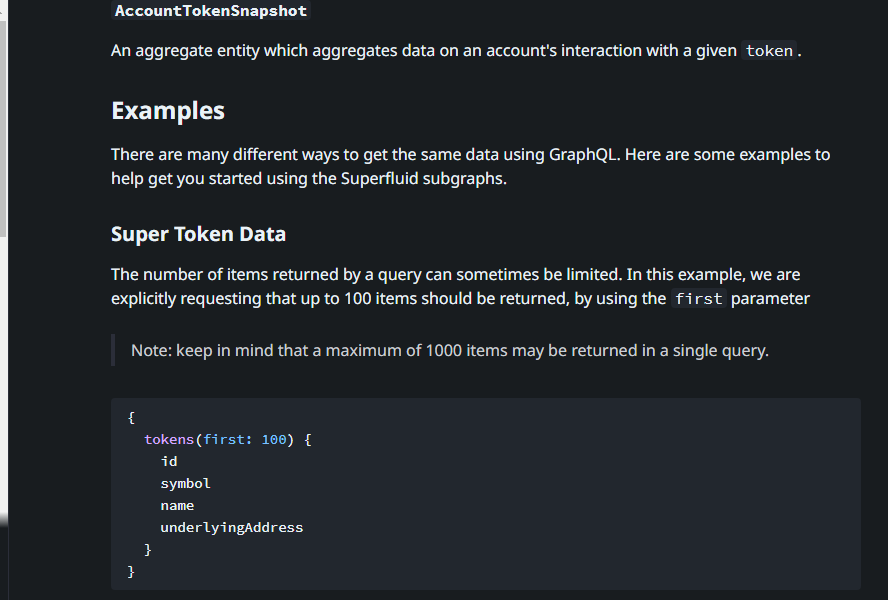 AccountTokenSnapshot
An aggregate entity which aggregates data on an account's interaction with a given token.
Examples
There are many different ways to get the same data using GraphQL. Here are some examples to
help get you started using the Superfluid subgraphs.
Super Token Data
The number of items returned by a query can sometimes be limited. In this example, we are
explicitly requesting that up to 100 items should be returned, by using the first parameter
Note: keep in mind that a maximum of 1000 items may be returned in a single query.
{
  tokens(first: 100) {
    id
    symbol
    name
    underlyingAddress
  }
}